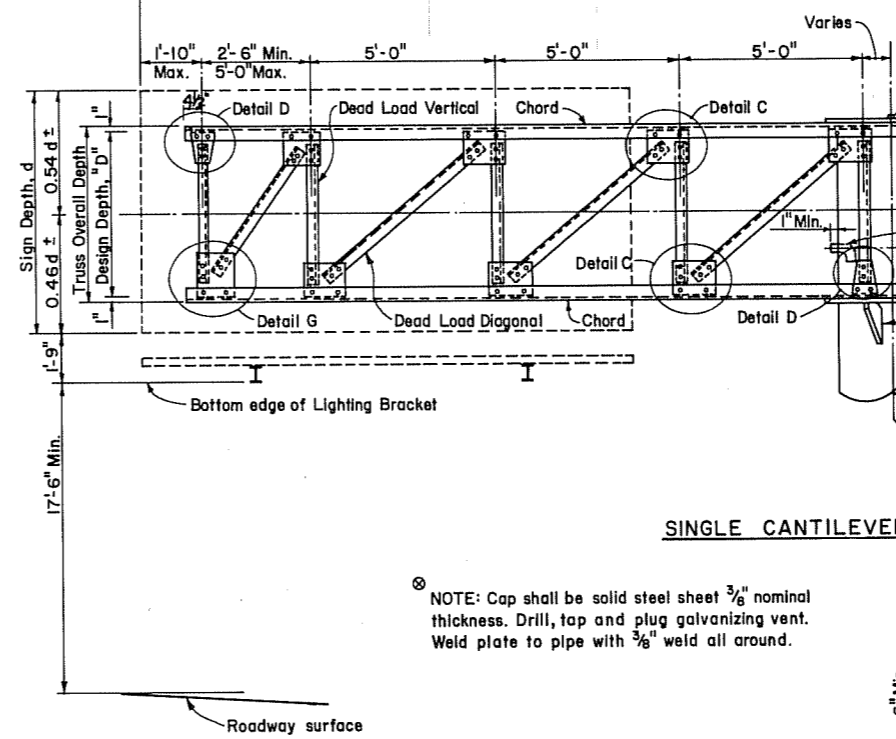 Varies
1'-10" Max.
2'-6" Min.
5'-0" Max.
5'-0"
5'-0"
5'-0"
4½"
1"
Detail D
Dead Load Vertical
Chord
Detail C
Sign Depth, d
0.54 d ±
0.46 d ±
Truss Overall Depth
Design Depth, "D"
1" Min.
Detail C
1"
Detail G
Dead Load Diagonal
Chord
Detail D
1'-9"
Bottom edge of Lighting Bracket
17'-6" Min.
SINGLE CANTILEVE
⊗
NOTE: Cap shall be solid steel sheet 3/8" nominal
thickness. Drill, tap and plug galvanizing vent.
Weld plate to pipe with 3/8" weld all around.
Roadway surface